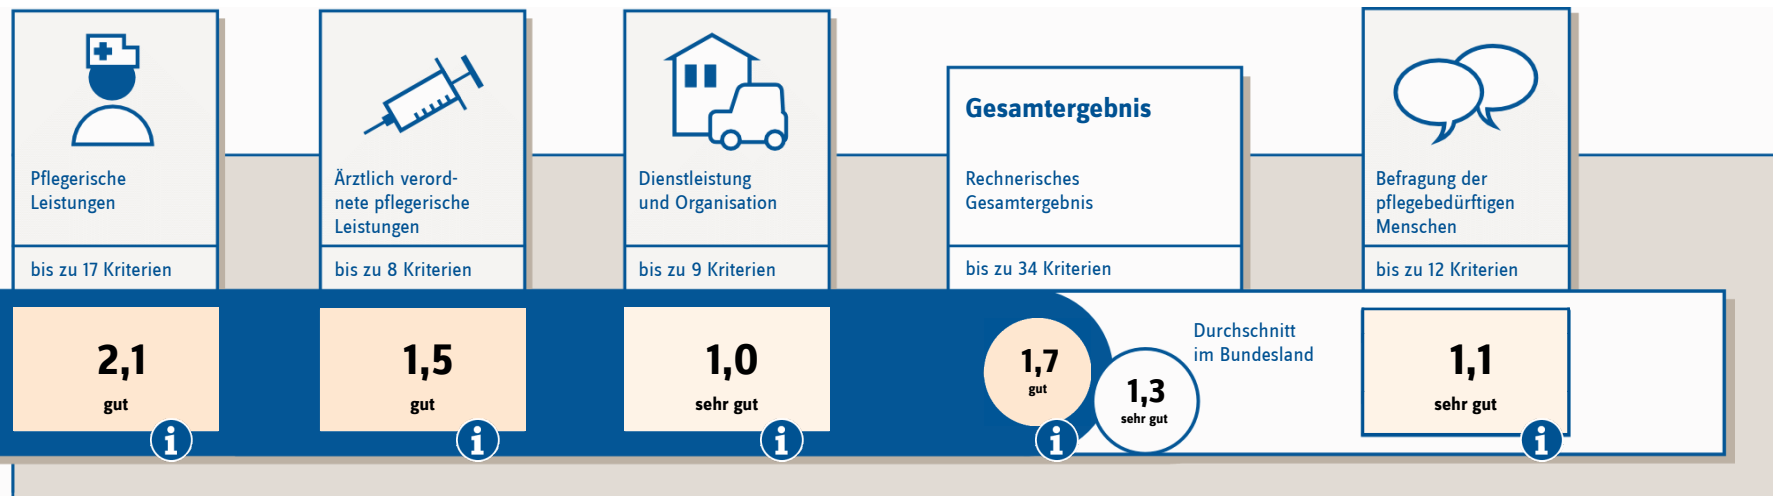 Pflegerische
Leistungen
bis zu 17 Kriterien
2,1
gut
i
Ärztlich verord-
nete pflegerische
Leistungen
bis zu 8 Kriterien
1,5
gut
i
Dienstleistung
und Organisation
bis zu 9 Kriterien
1,0
sehr gut
i
Gesamtergebnis
Rechnerisches
Gesamtergebnis
bis zu 34 Kriterien
1,7
gut
i
1,3
sehr gut
Durchschnitt
im Bundesland
Befragung der
pflegebedürftigen
Menschen
bis zu 12 Kriterien
1,1
sehr gut
i